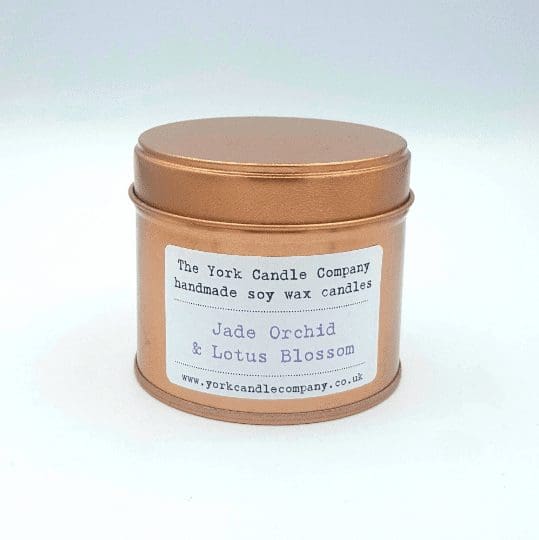 The York Candle Company
handmade soy wax candles
Jade Orchid
& Lotus Blossom
www.yorkcandlecompany.co.uk